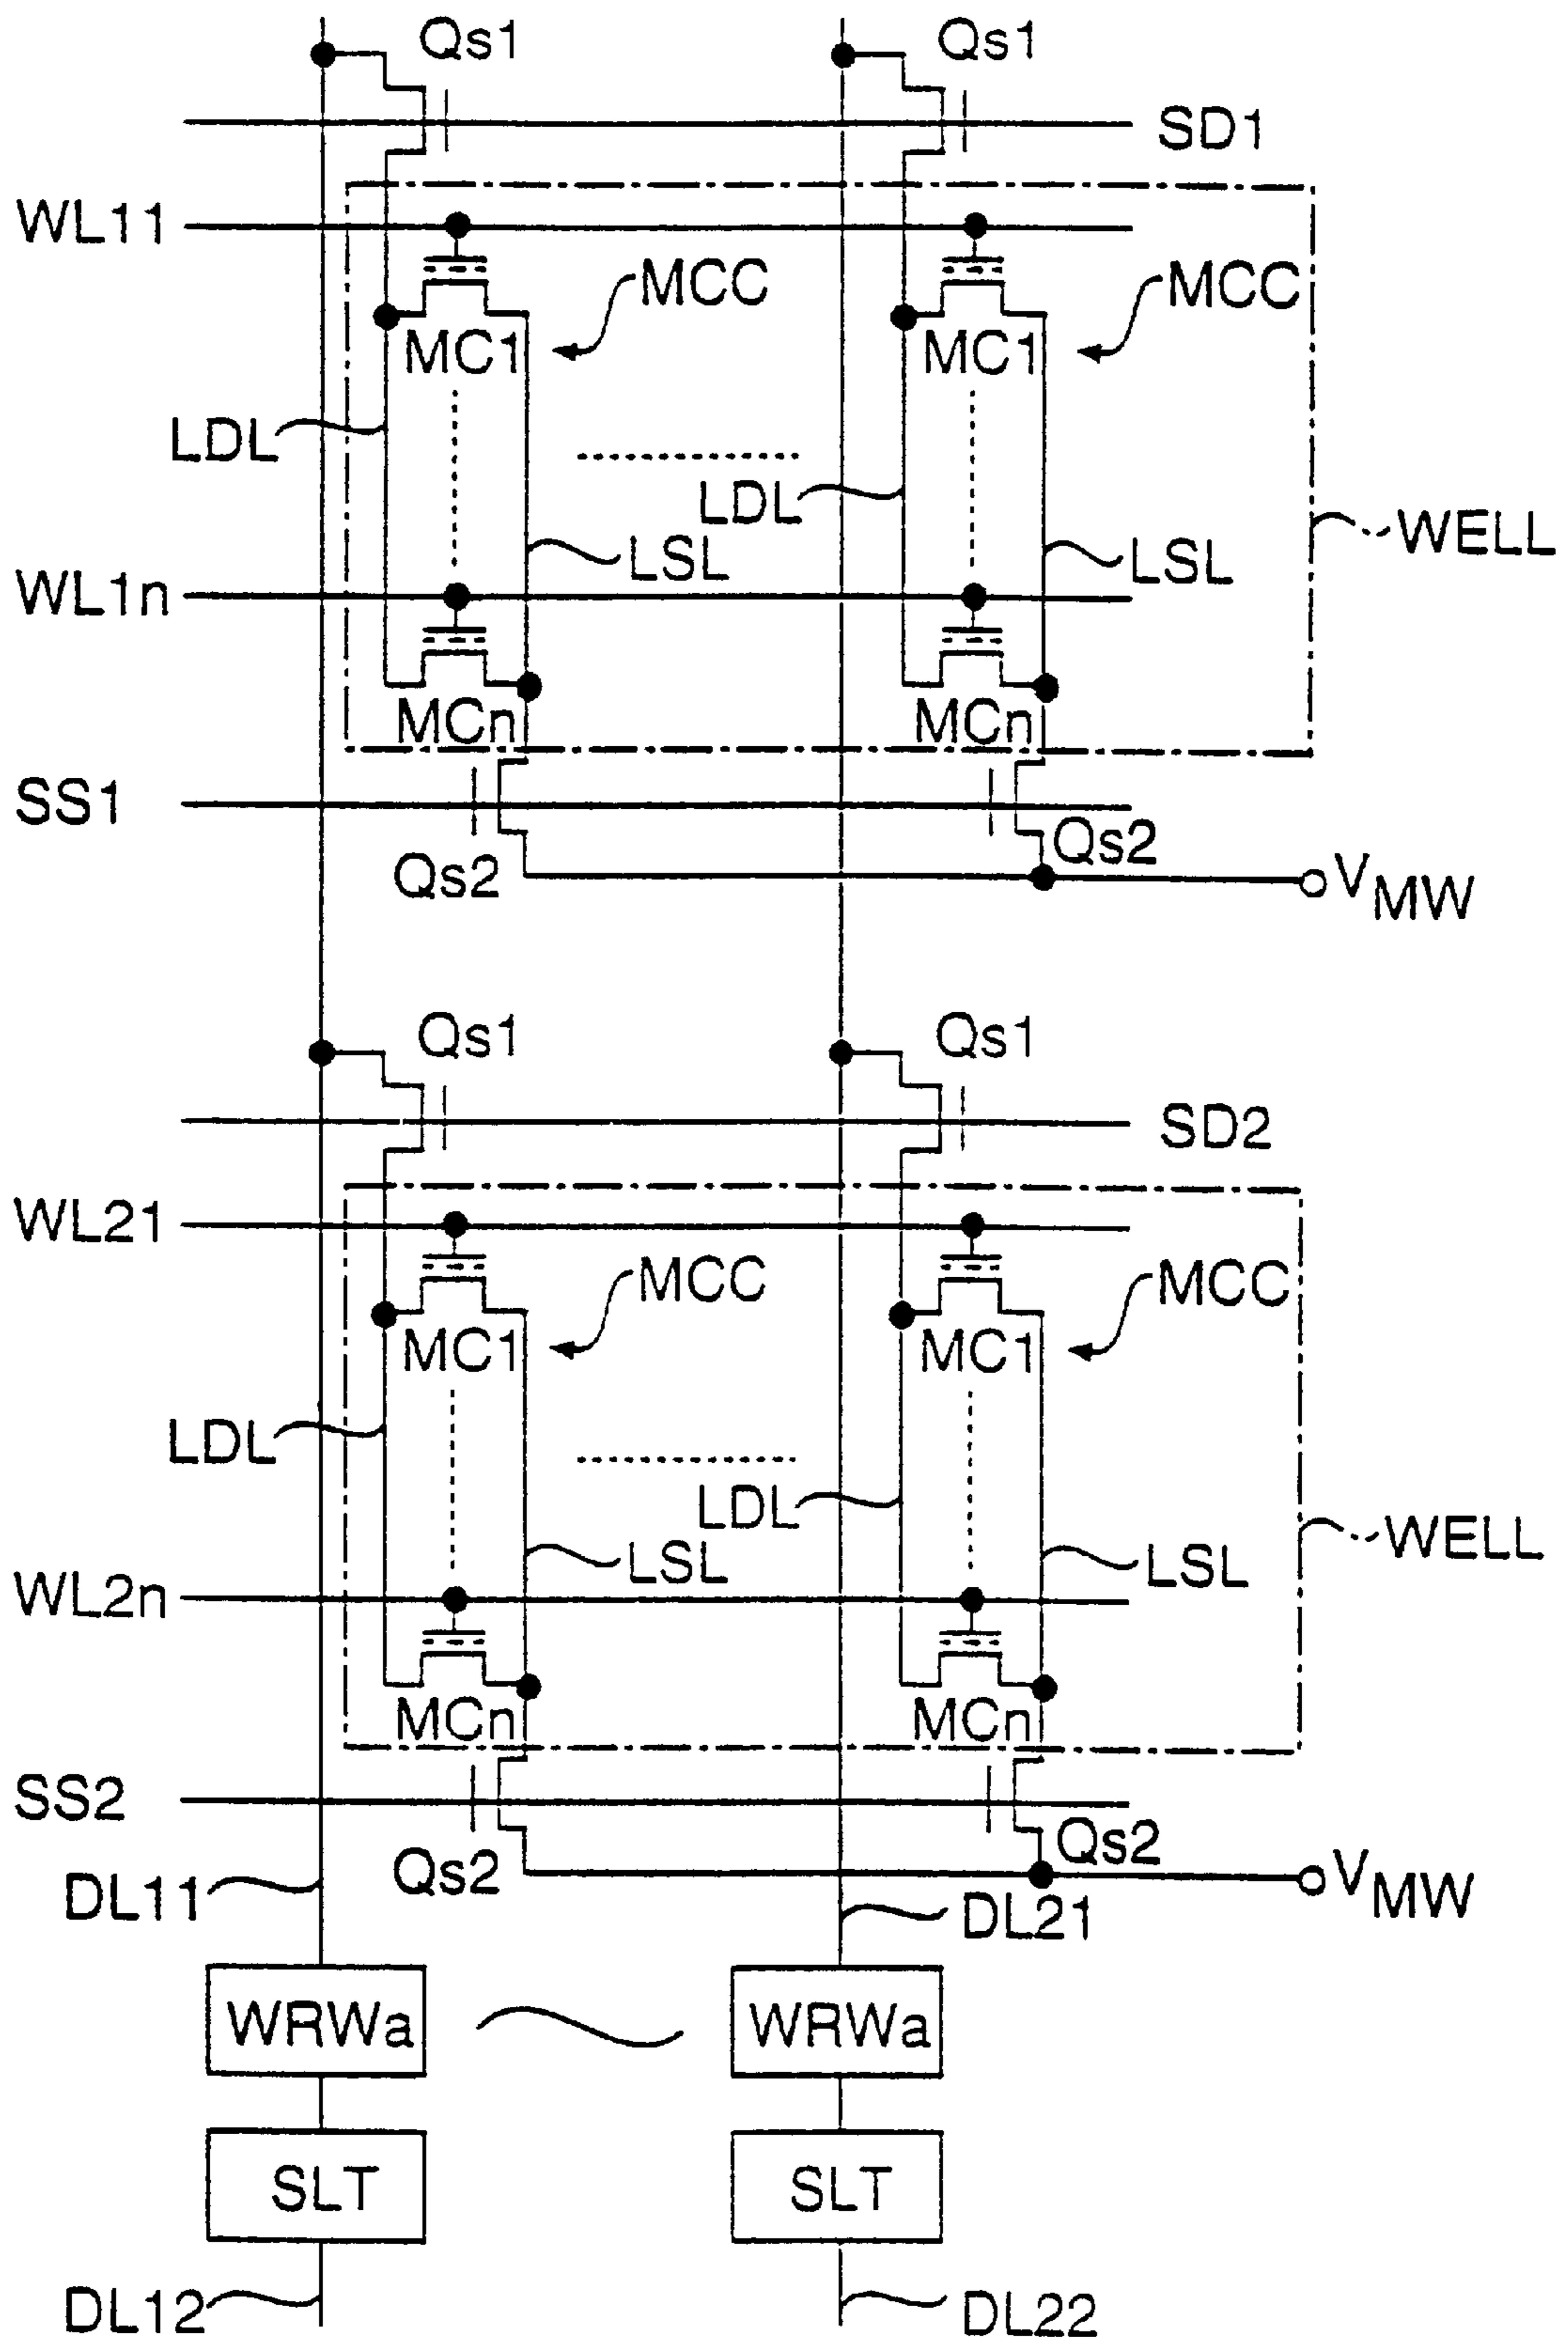 Qs1 Qs1
SD1
WL11
MCC MCC
MC1 MC1
LDL
LDL
WELL
LSL LSL
WL1n
MCn MCn
SS1
Qs2 Qs2
VMW
Qs1 Qs1
SD2
WL21
MCC MCC
MC1 MC1
LDL
LDL
WELL
LSL LSL
WL2n
MCn MCn
SS2
Qs2 Qs2
VMW
DL11 DL21
WRWa WRWa
SLT SLT
DL12 DL22